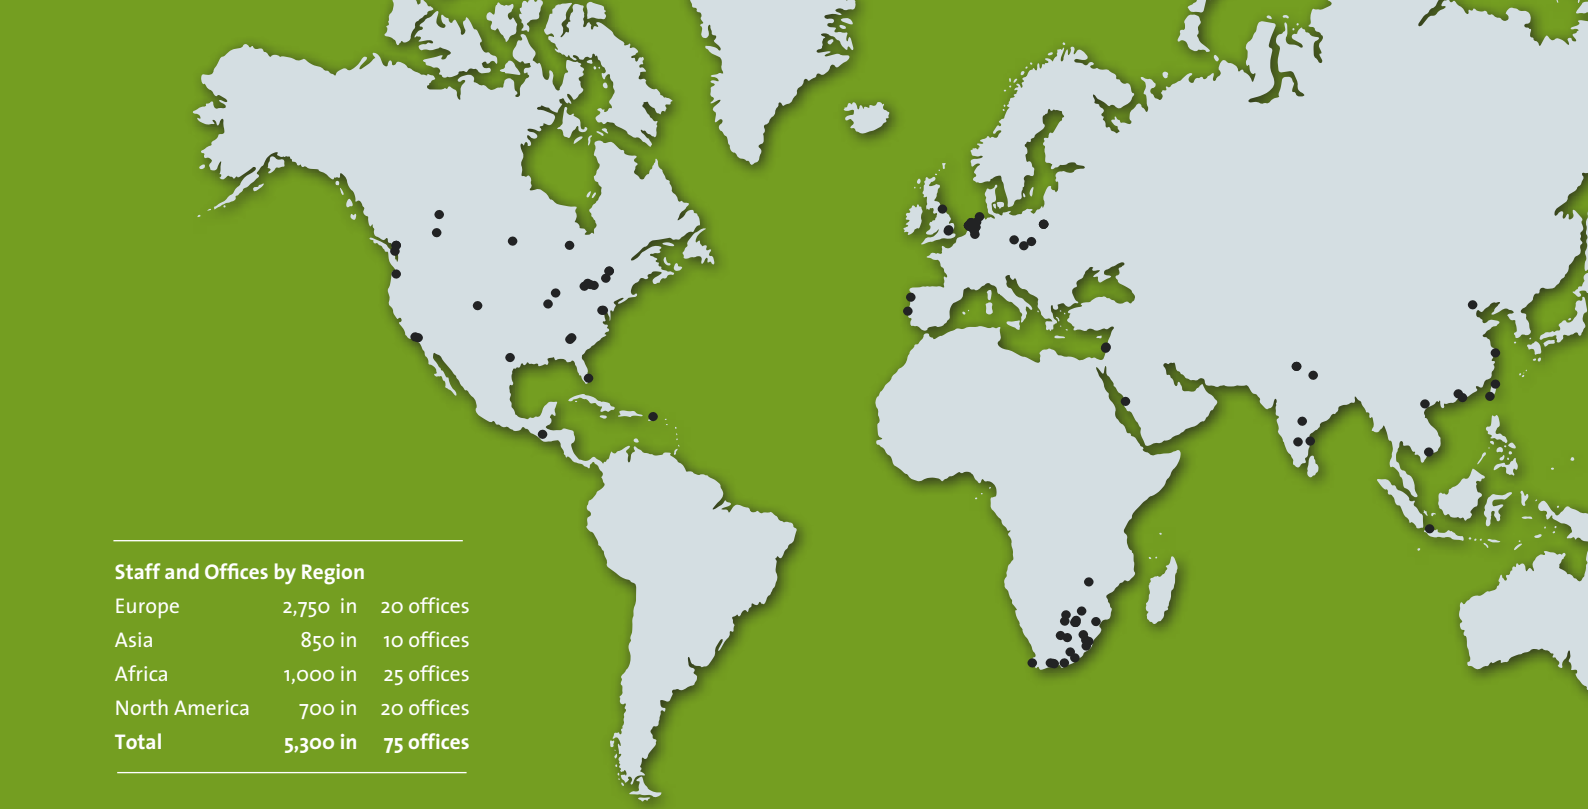 Staff and Offices by Region
Europe 2,750 in 20 offices
Asia 850 in 10 offices
Africa 1,000 in 25 offices
North America 700 in 20 offices
Total 5,300 in 75 offices